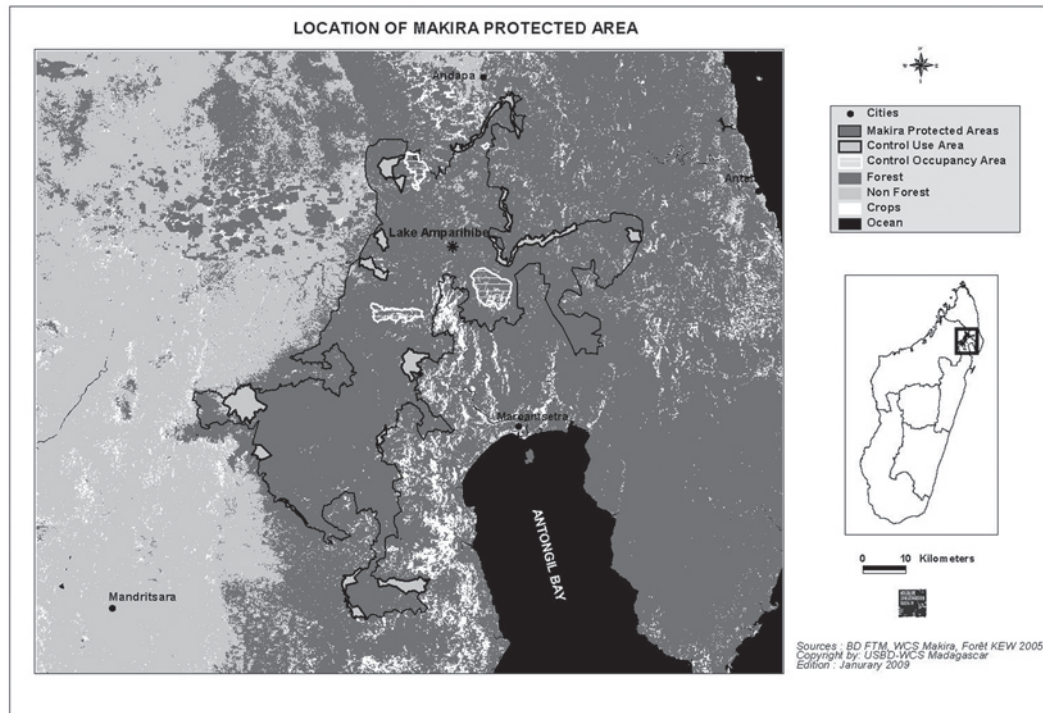 LOCATION OF MAKIRA PROTECTED AREA
Andapa
Lake Amparihibe
Maroantsetra
ANTONGIL BAY
Mandritsara
N
W
E
S
Cities
Makira Protected Areas
Control Use Area
Control Occupancy Area
Forest
Non Forest
Crops
Ocean
0 10 Kilometers
Sources : BD FTM, WCS Makira, Forêt KEW 2005
Copyright by: USBD-WCS Madagascar
Edition : Janurary 2009